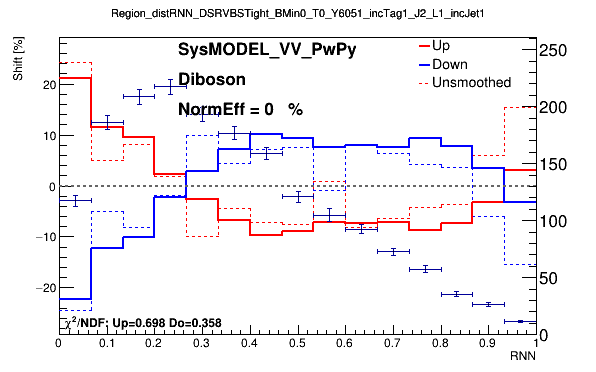 Region_distRNN_DSRVBSTight_BMin0_T0_Y6051_incTag1_J2_L1_incJet1
Shift [%]
SysMODEL_VV_PwPy
Diboson
NormEff = 0 %
Up
Down
Unsmoothed
20
10
0
−10
−20
250
200
150
100
50
0
χ²/NDF: Up=0.698 Do=0.358
0 0.1 0.2 0.3 0.4 0.5 0.6 0.7 0.8 0.9 1
RNN